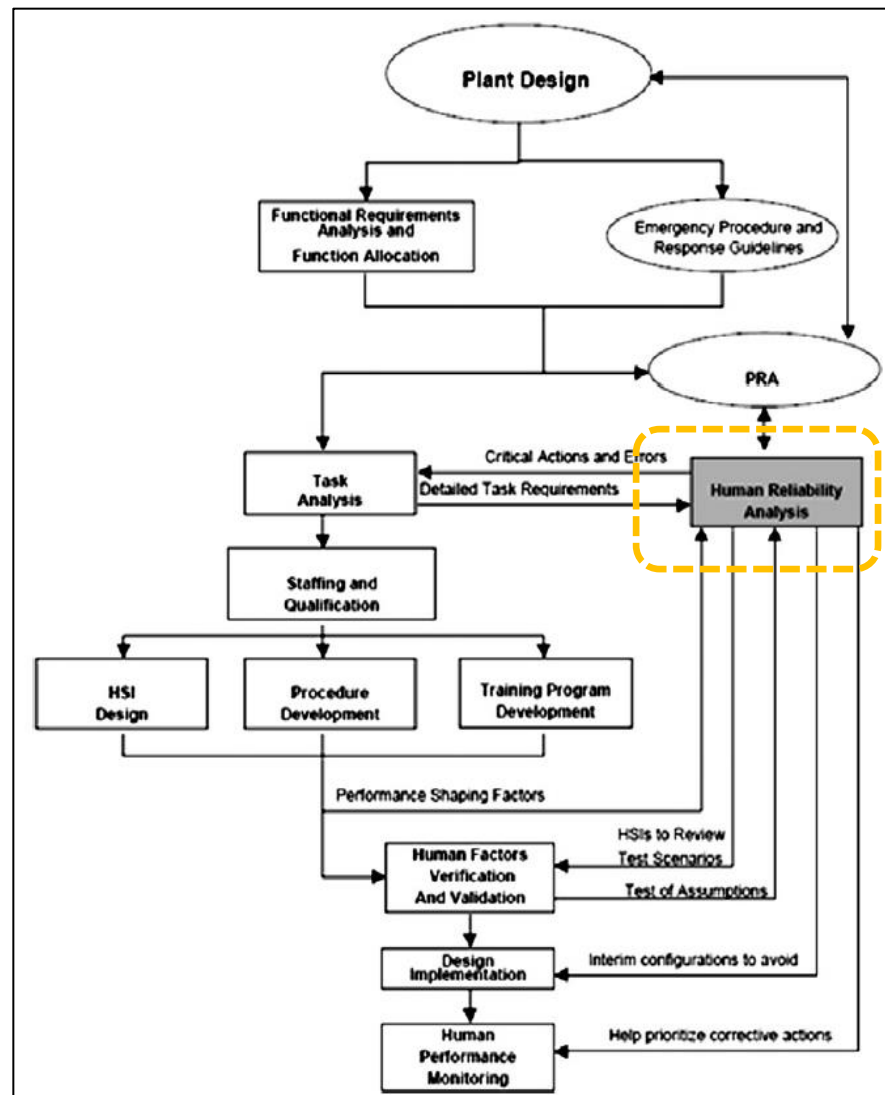 Plant Design
Functional Requirements
Analysis and
Function Allocation
Emergency Procedure and
Response Guidelines
PRA
Critical Actions and Errors
Task
Analysis
Detailed Task Requirements
Human Reliability
Analysis
Staffing and
Qualification
HSI
Design
Procedure
Development
Training Program
Development
Performance Shaping Factors
HSIs to Review
Test Scenarios
Human Factors
Verification
And Validation
Test of Assumptions
Design
Implementation
Interim configurations to avoid
Human
Performance
Monitoring
Help prioritize corrective actions